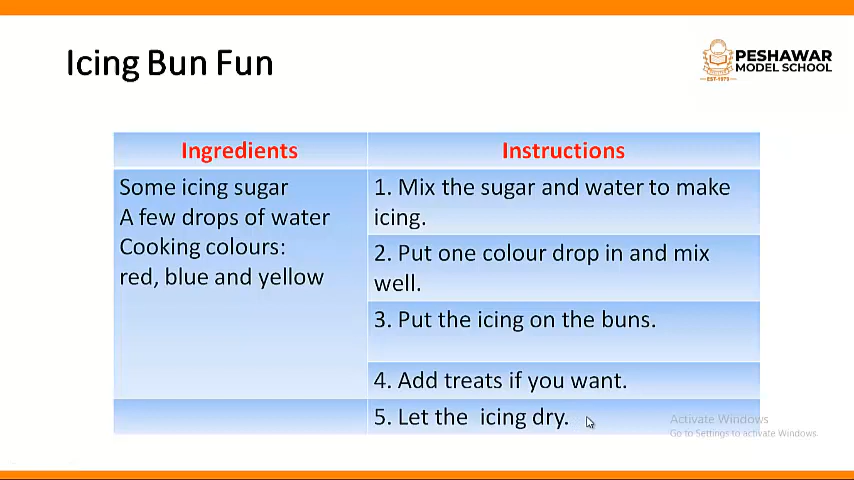 Icing Bun Fun
PESHAWAR
MODEL SCHOOL
EST-1973
Ingredients
Instructions
Some icing sugar
A few drops of water
Cooking colours:
red, blue and yellow
1. Mix the sugar and water to make
icing.
2. Put one colour drop in and mix
well.
3. Put the icing on the buns.
4. Add treats if you want.
5. Let the icing dry.
Activate Windows
Go to Settings to activate Windows.